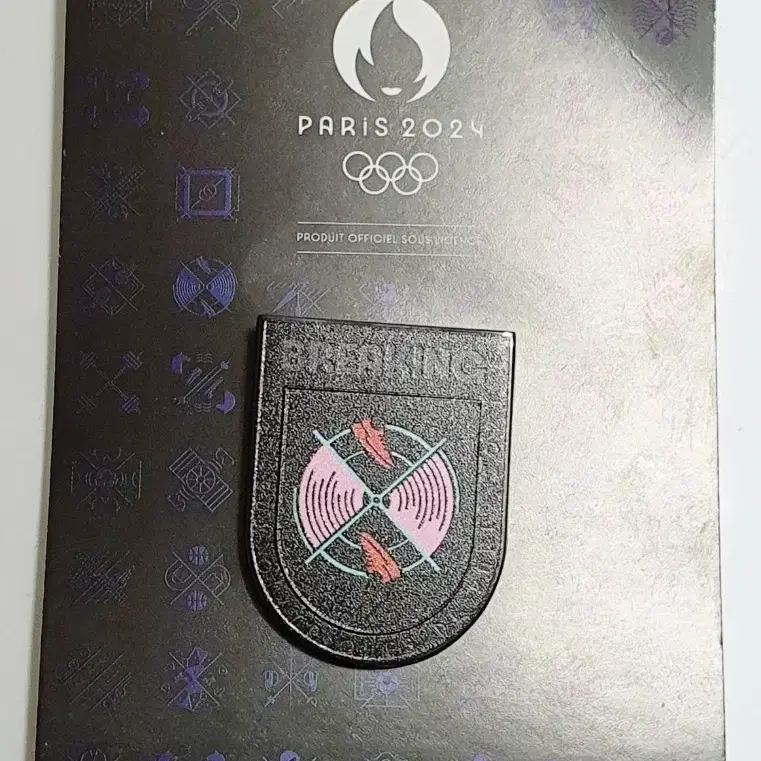 PARIS 2024
PRODUIT OFFICIEL SOUS LICENCE
BREAKING